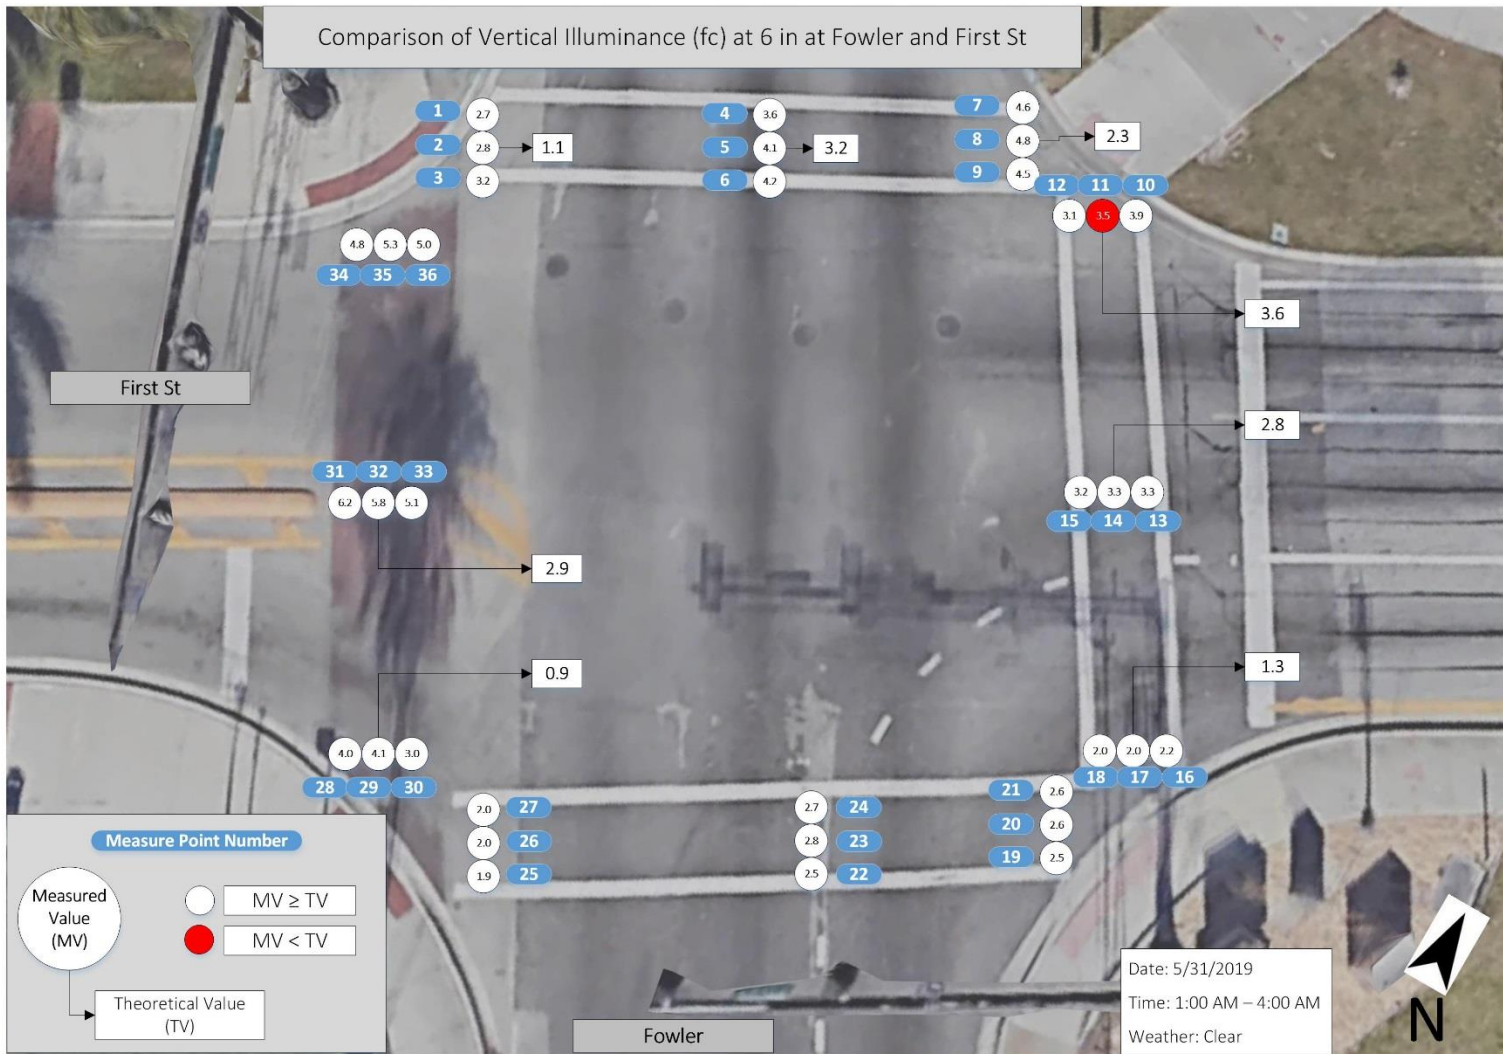 Comparison of Vertical Illuminance (fc) at 6 in at Fowler and First St
1 2.7 4 3.6 7 4.6
2 2.8 1.1 5 4.1 3.2 8 4.8 2.3
3 3.2 6 4.2 9 4.5
12 11 10
3.1 3.5 3.9
4.8 5.3 5.0
34 35 36
3.6
First St
2.8
31 32 33
6.2 5.8 5.1
3.2 3.3 3.3
15 14 13
2.9
0.9
1.3
4.0 4.1 3.0
28 29 30
2.0 2.0 2.2
18 17 16
2.0 27 2.7 24 21 2.6
2.0 26 2.8 23 20 2.6
1.9 25 2.5 22 19 2.5
Measure Point Number
Measured
Value
(MV)
MV ≥ TV
MV < TV
Theoretical Value
(TV)
Fowler
Date: 5/31/2019
Time: 1:00 AM – 4:00 AM
Weather: Clear
N